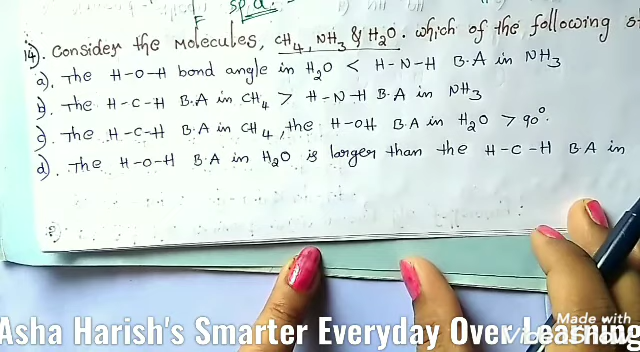 F sp.d.
14). Consider the molecules, CH4, NH3 & H2O. which of the following
a). The H-O-H bond angle in H2O < H-N-H B.A in NH3
b). The H-C-H B.A in CH4 > H-N-H B.A in NH3
c). The H-C-H B.A in CH4, the H-OH B.A in H2O > 90°.
d). The H-O-H B.A in H2O is larger than the H-C-H B.A in
Made with
Asha Harish's Smarter Everyday Over Learning